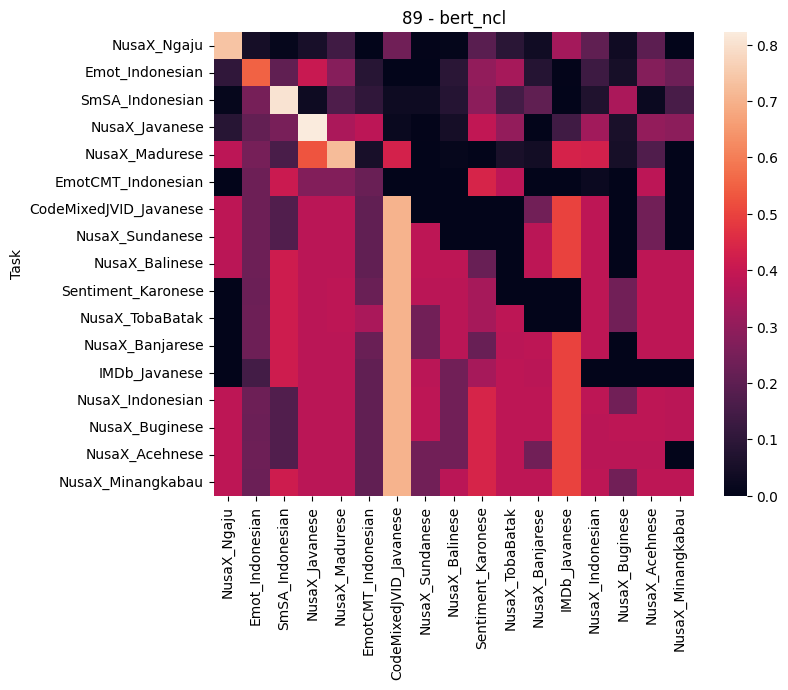 89 - bert_ncl
Task
NusaX_Ngaju
Emot_Indonesian
SmSA_Indonesian
NusaX_Javanese
NusaX_Madurese
EmotCMT_Indonesian
CodeMixedJVID_Javanese
NusaX_Sundanese
NusaX_Balinese
Sentiment_Karonese
NusaX_TobaBatak
NusaX_Banjarese
IMDb_Javanese
NusaX_Indonesian
NusaX_Buginese
NusaX_Acehnese
NusaX_Minangkabau
NusaX_Ngaju
Emot_Indonesian
SmSA_Indonesian
NusaX_Javanese
NusaX_Madurese
EmotCMT_Indonesian
CodeMixedJVID_Javanese
NusaX_Sundanese
NusaX_Balinese
Sentiment_Karonese
NusaX_TobaBatak
NusaX_Banjarese
IMDb_Javanese
NusaX_Indonesian
NusaX_Buginese
NusaX_Acehnese
NusaX_Minangkabau
0.8
0.7
0.6
0.5
0.4
0.3
0.2
0.1
0.0